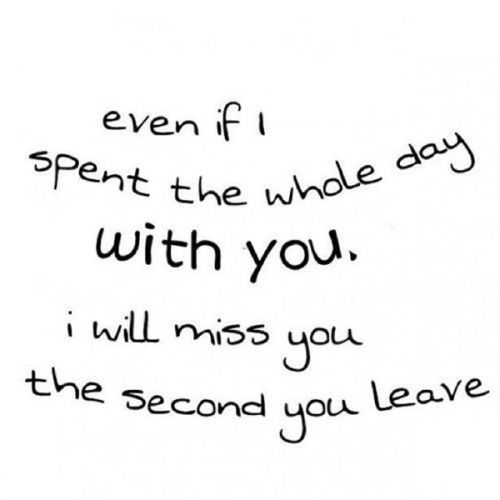 even if I
spent the whole day
with you.
i will miss you
the second you leave